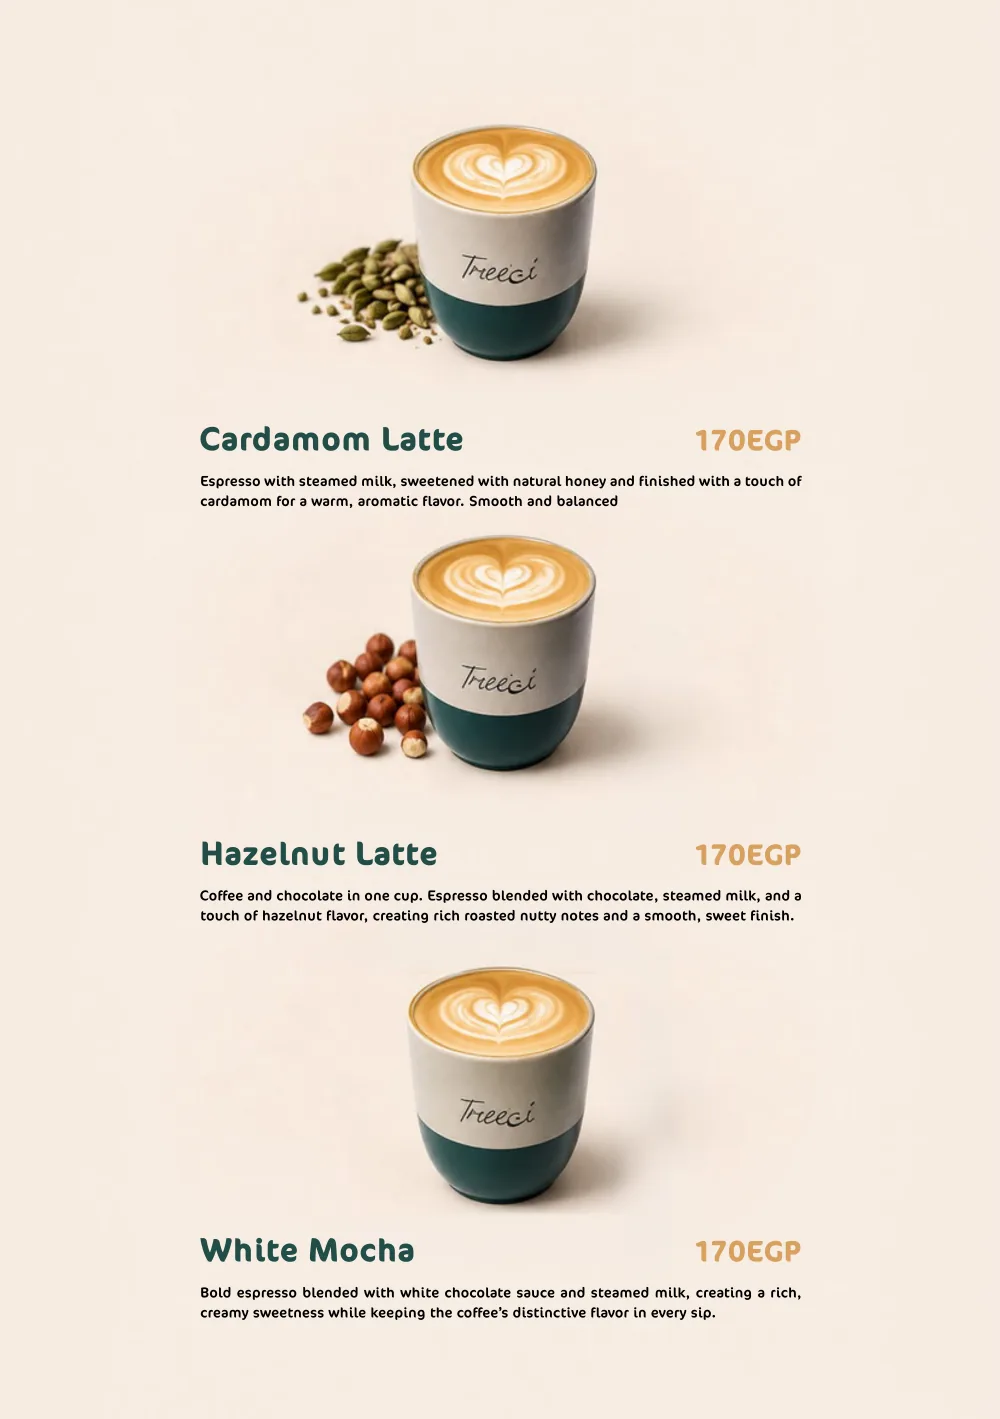 Treeci
Cardamom Latte 170EGP
Espresso with steamed milk, sweetened with natural honey and finished with a touch of
cardamom for a warm, aromatic flavor. Smooth and balanced
Treeci
Hazelnut Latte 170EGP
Coffee and chocolate in one cup. Espresso blended with chocolate, steamed milk, and a
touch of hazelnut flavor, creating rich roasted nutty notes and a smooth, sweet finish.
Treeci
White Mocha 170EGP
Bold espresso blended with white chocolate sauce and steamed milk, creating a rich,
creamy sweetness while keeping the coffee’s distinctive flavor in every sip.